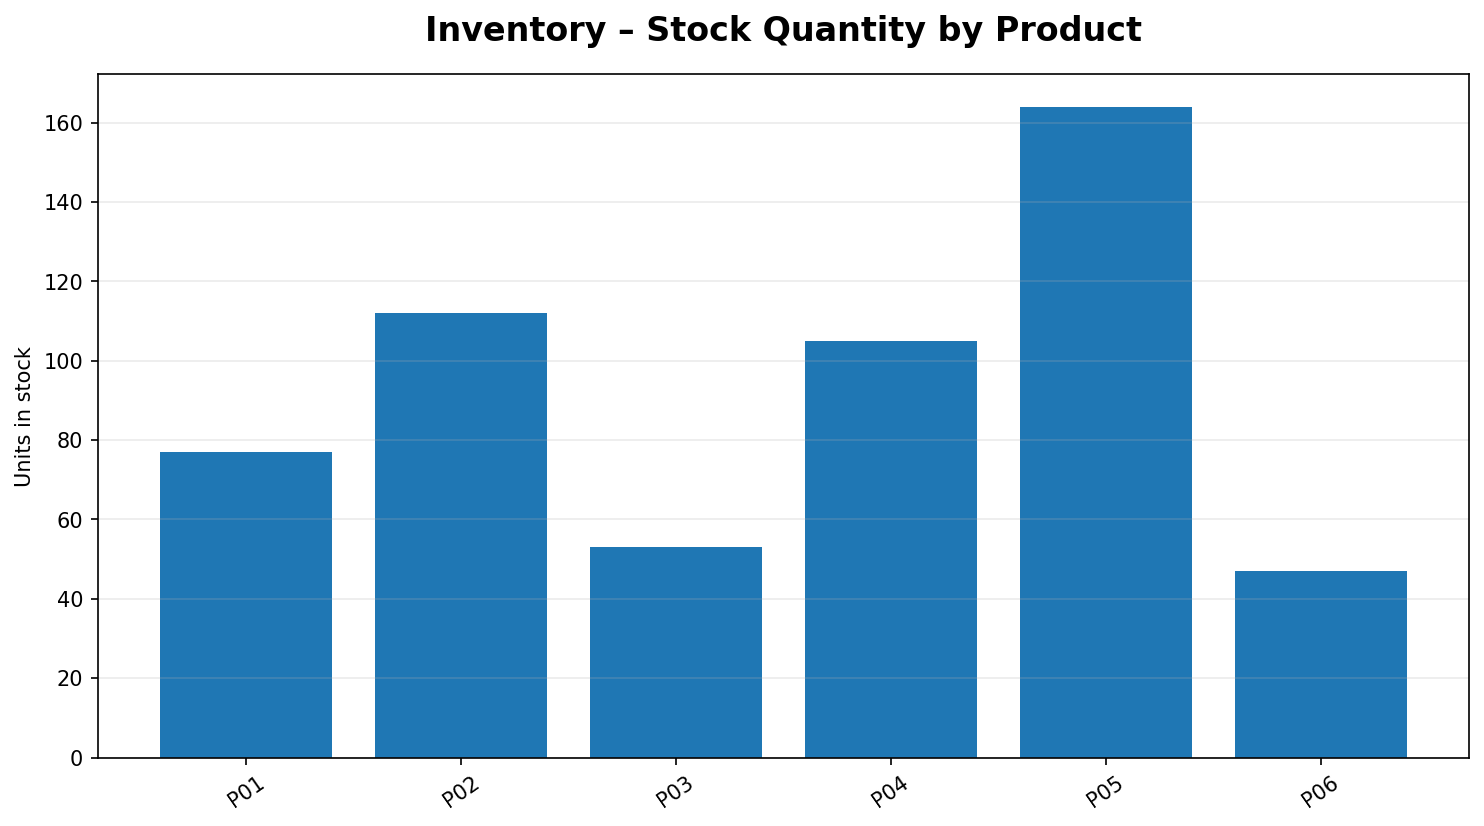 Inventory – Stock Quantity by Product
Units in stock
160
140
120
100
80
60
40
20
0
P01
P02
P03
P04
P05
P06